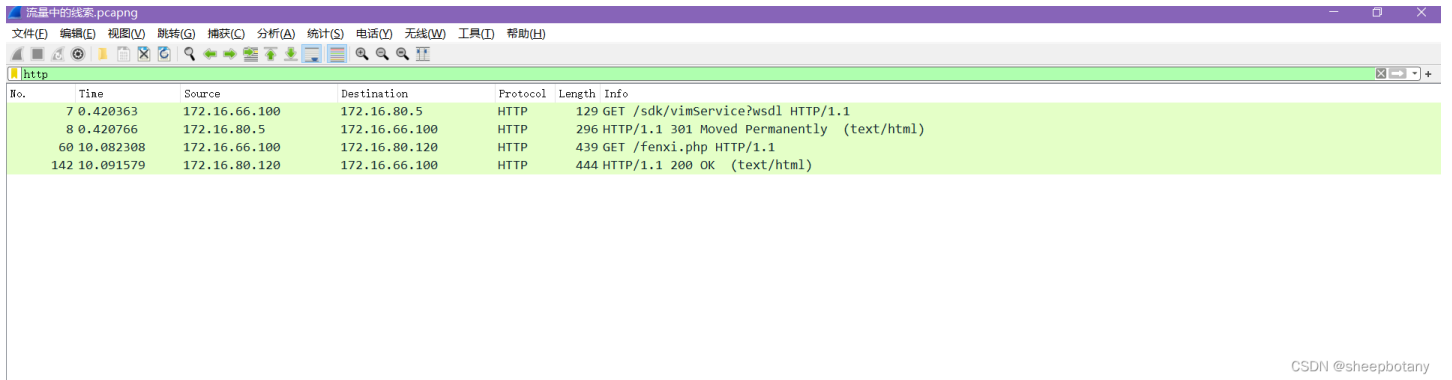 流量中的线索.pcapng
文件(F) 编辑(E) 视图(V) 跳转(G) 捕获(C) 分析(A) 统计(S) 电话(Y) 无线(W) 工具(T) 帮助(H)
http
No. Time Source Destination Protocol Length Info
7 0.420363 172.16.66.100 172.16.80.5 HTTP 129 GET /sdk/vimService?wsdl HTTP/1.1
8 0.420766 172.16.80.5 172.16.66.100 HTTP 296 HTTP/1.1 301 Moved Permanently (text/html)
60 10.082308 172.16.66.100 172.16.80.120 HTTP 439 GET /fenxi.php HTTP/1.1
142 10.091579 172.16.80.120 172.16.66.100 HTTP 444 HTTP/1.1 200 OK (text/html)
CSDN @sheepbotany